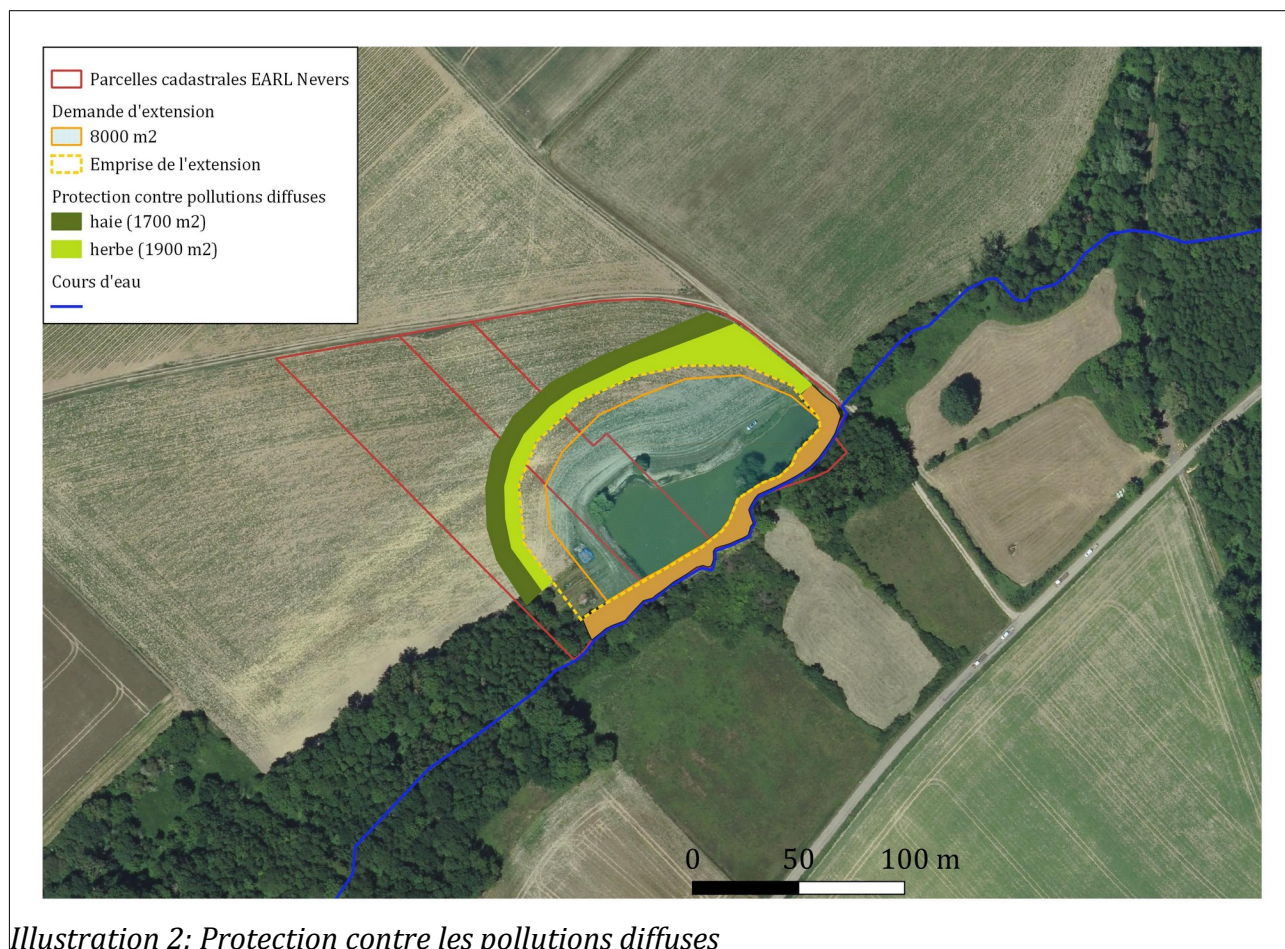 Parcelles cadastrales EARL Nevers
Demande d'extension
8000 m2
Emprise de l'extension
Protection contre pollutions diffuses
haie (1700 m2)
herbe (1900 m2)
Cours d'eau
0 50 100 m
Illustration 2: Protection contre les pollutions diffuses